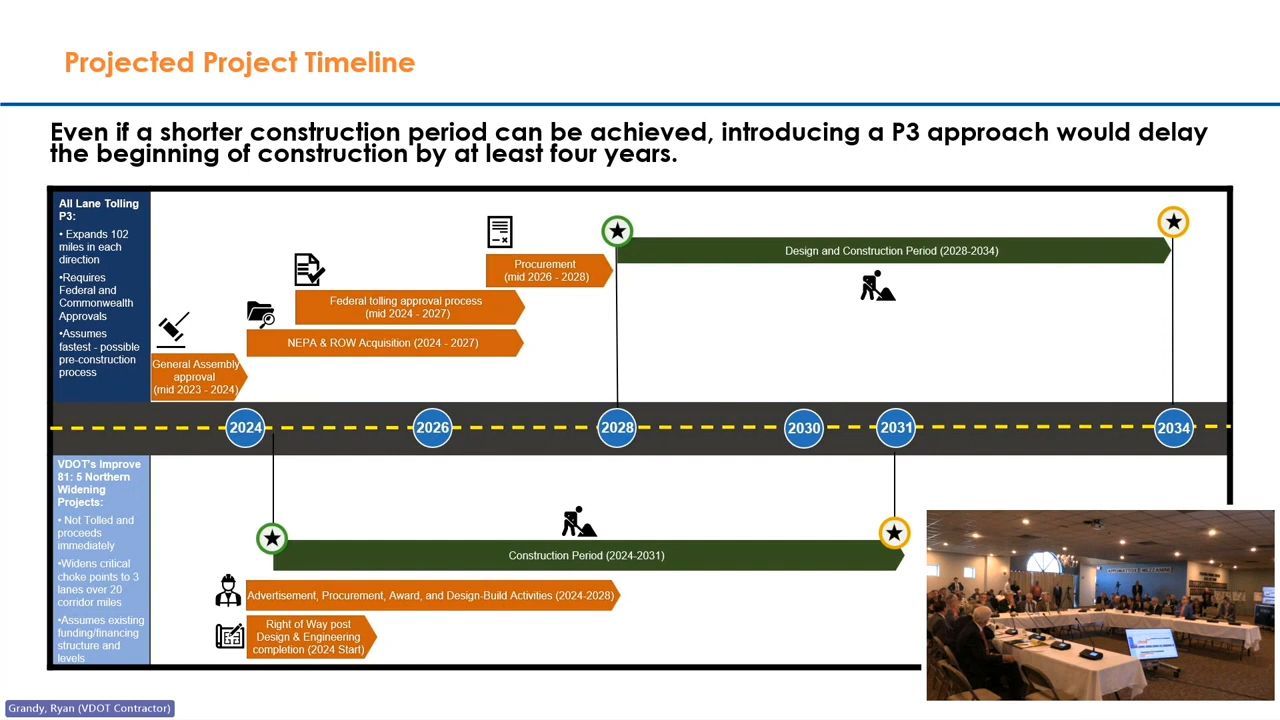 Projected Project Timeline
Even if a shorter construction period can be achieved, introducing a P3 approach would delay
the beginning of construction by at least four years.
All Lane Tolling
P3:
• Expands 102
miles in each
direction
•Requires
Federal and
Commonwealth
Approvals
•Assumes
fastest - possible
pre-construction
process
General Assembly
approval
(mid 2023 - 2024)
NEPA & ROW Acquisition (2024 - 2027)
Federal tolling approval process
(mid 2024 - 2027)
Procurement
(mid 2026 - 2028)
Design and Construction Period (2028-2034)
2024
2026
2028
2030
2031
2034
VDOT's Improve
81: 5 Northern
Widening
Projects:
• Not Tolled and
proceeds
immediately
•Widens critical
choke points to 3
lanes over 20
corridor miles
•Assumes existing
funding/financing
structure and
levels
Construction Period (2024-2031)
Advertisement, Procurement, Award, and Design-Build Activities (2024-2028)
Right of Way post
Design & Engineering
completion (2024 Start)
Grandy, Ryan (VDOT Contractor)